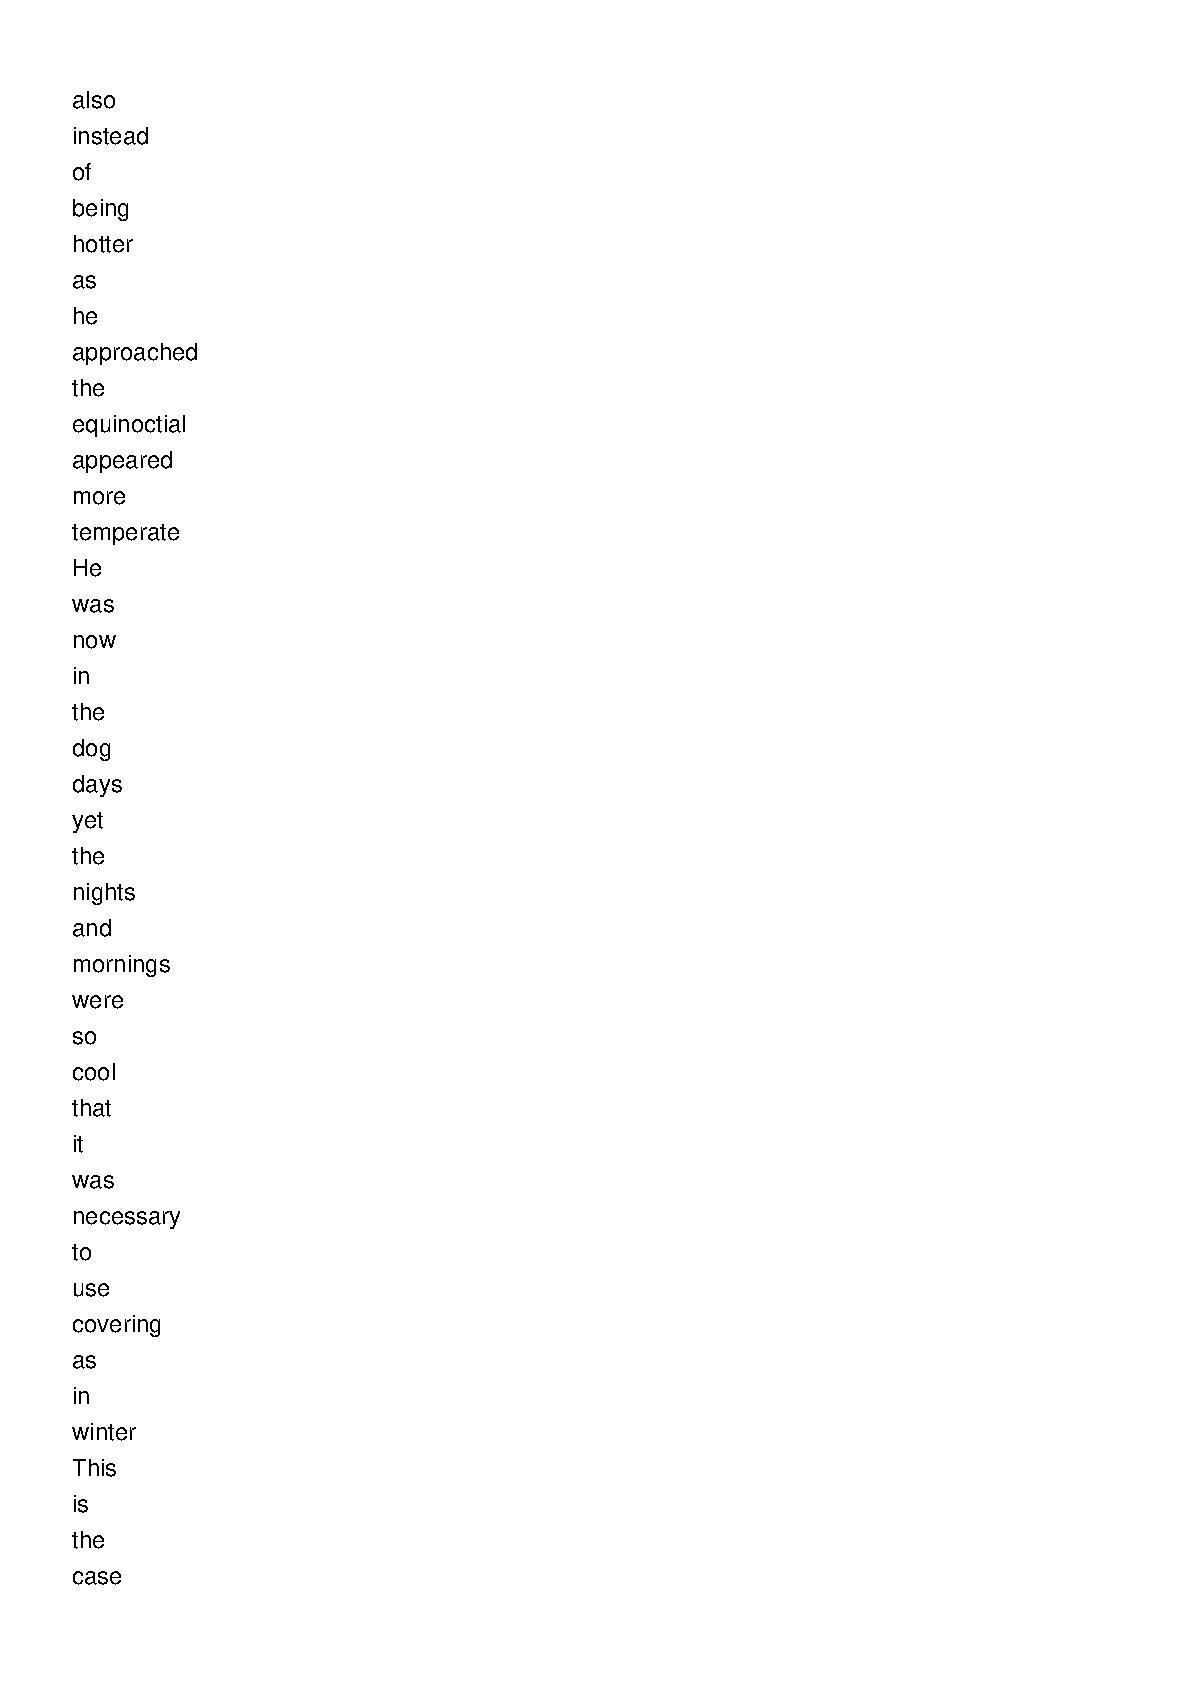 also
instead
of
being
hotter
as
he
approached
the
equinoctial
appeared
more
temperate
He
was
now
in
the
dog
days
yet
the
nights
and
mornings
were
so
cool
that
it
was
necessary
to
use
covering
as
in
winter
This
is
the
case